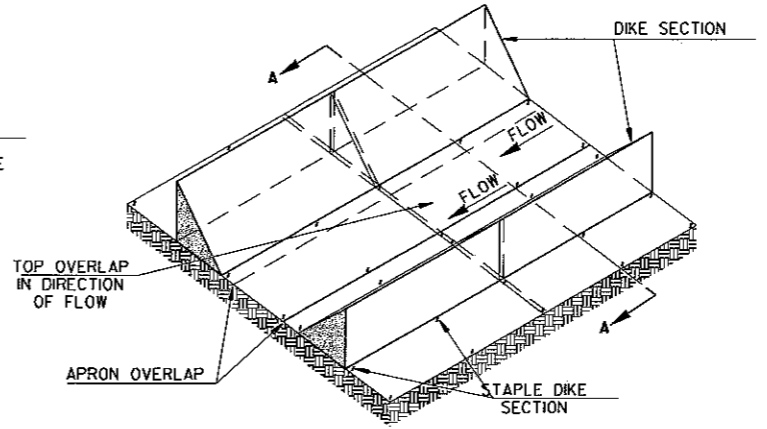 DIKE SECTION
A
FLOW
E
FLOW
TOP OVERLAP
IN DIRECTION
OF FLOW
A
APRON OVERLAP
STAPLE DIKE
SECTION